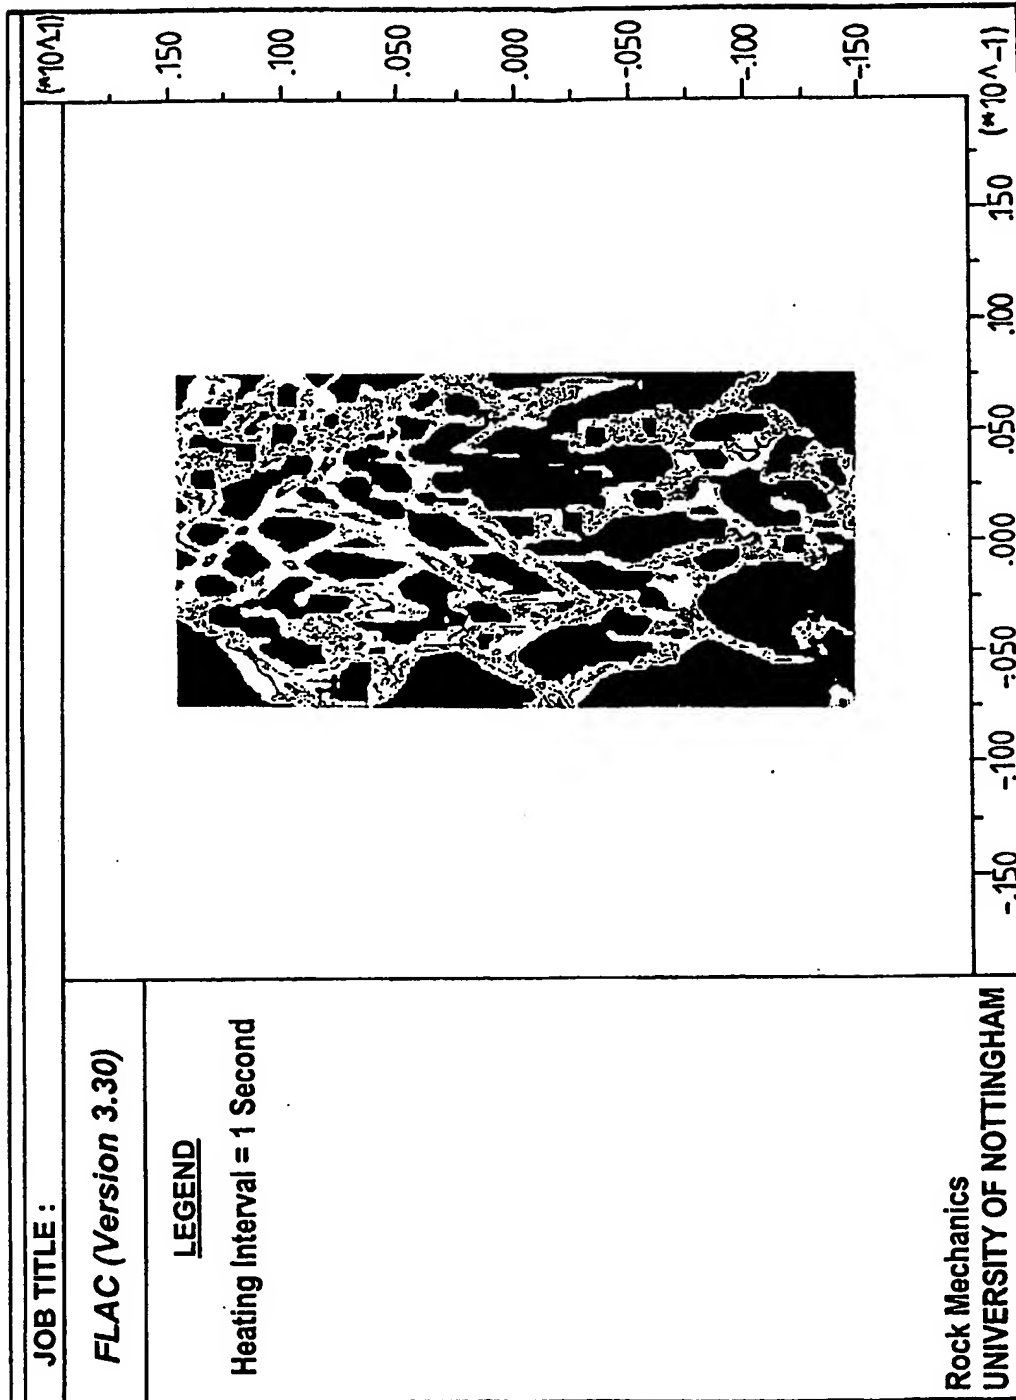 JOB TITLE :
FLAC (Version 3.30)
LEGEND
Heating Interval = 1 Second
Rock Mechanics
UNIVERSITY OF NOTTINGHAM
(*10^-1)
.150
.100
.050
.000
-.050
-.100
-.150
-.150 -.100 -.050 .000 .050 .100 .150 (*10^-1)